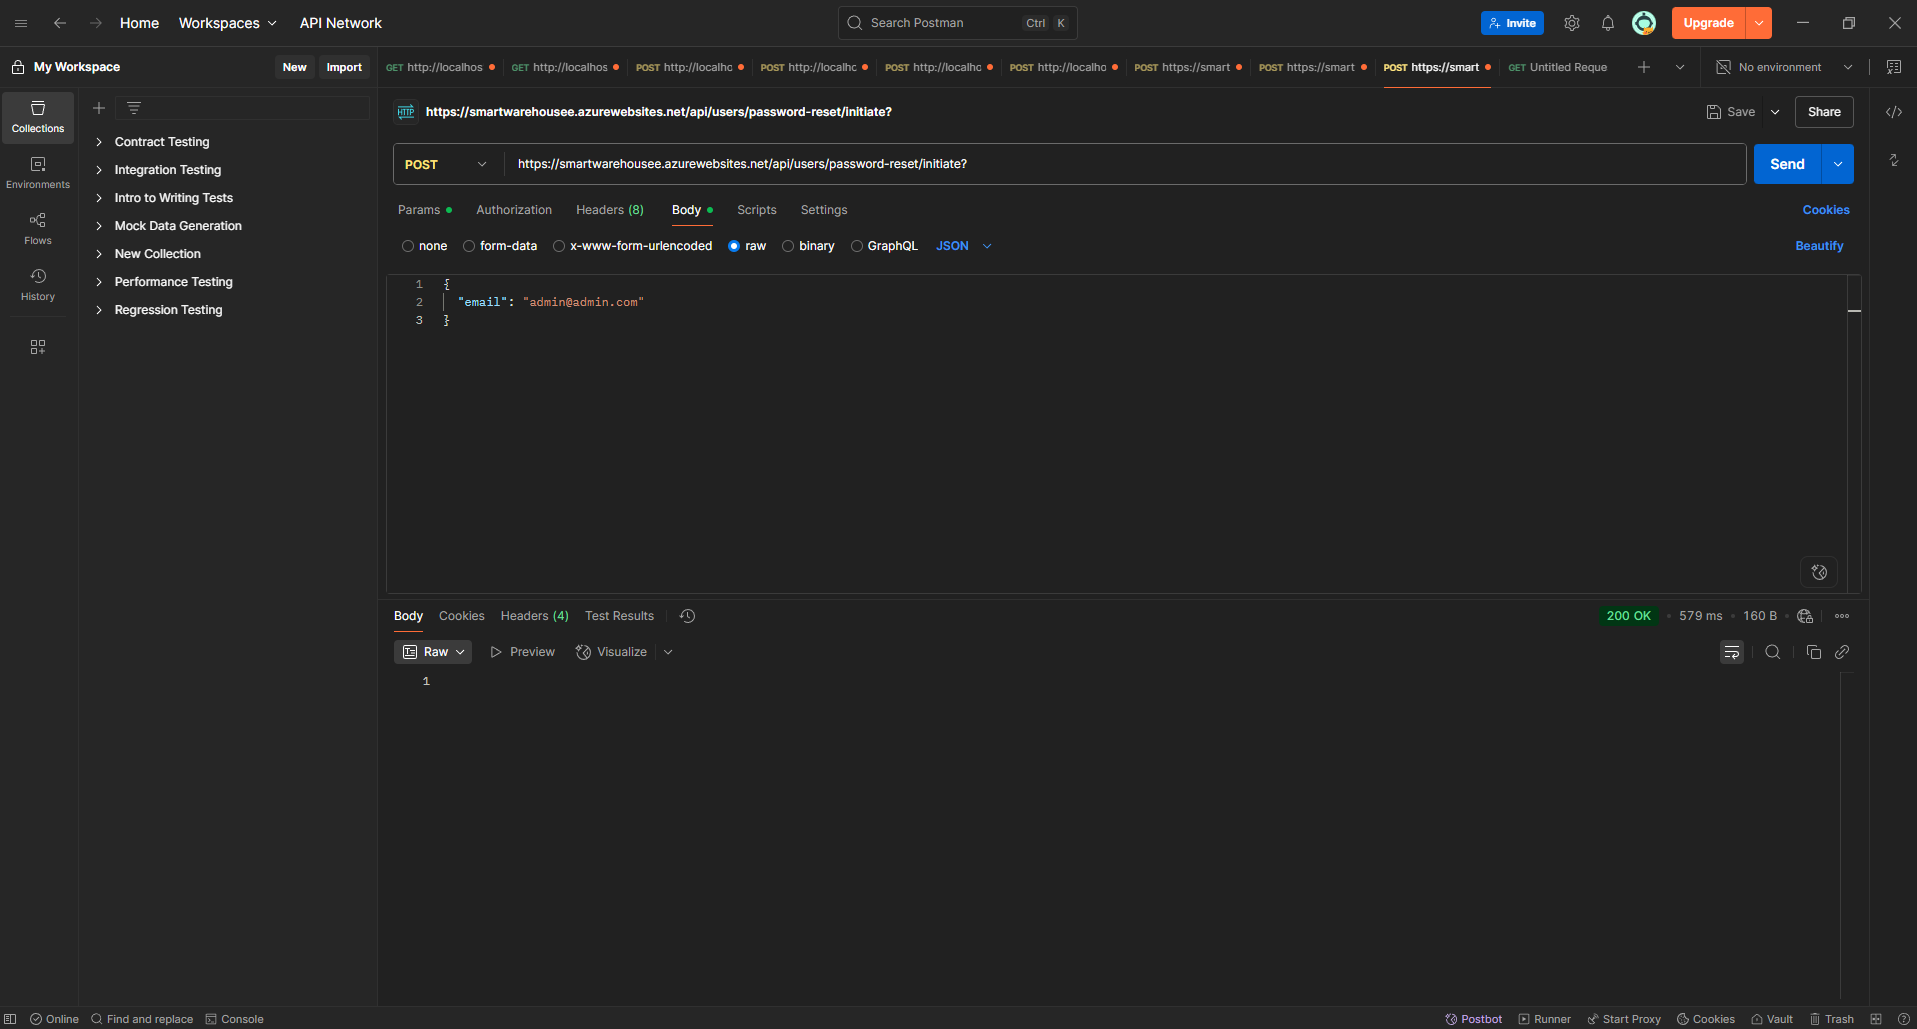 Home Workspaces API Network Search Postman Ctrl K Invite Upgrade
My Workspace New Import GET http://localhos GET http://localhos POST http://localhc POST http://localhc POST http://localhc POST http://localho POST https://smart POST https://smart POST https://smart GET Untitled Reque No environment
Collections
Environments
Flows
History
Contract Testing
Integration Testing
Intro to Writing Tests
Mock Data Generation
New Collection
Performance Testing
Regression Testing
HTTP https://smartwarehousee.azurewebsites.net/api/users/password-reset/initiate? Save Share
POST https://smartwarehousee.azurewebsites.net/api/users/password-reset/initiate? Send
Params Authorization Headers (8) Body Scripts Settings Cookies
none form-data x-www-form-urlencoded raw binary GraphQL JSON Beautify
1 {
2 "email": "admin@admin.com"
3 }
Body Cookies Headers (4) Test Results 200 OK 579 ms 160 B
Raw Preview Visualize
1
Online Find and replace Console Postbot Runner Start Proxy Cookies Vault Trash